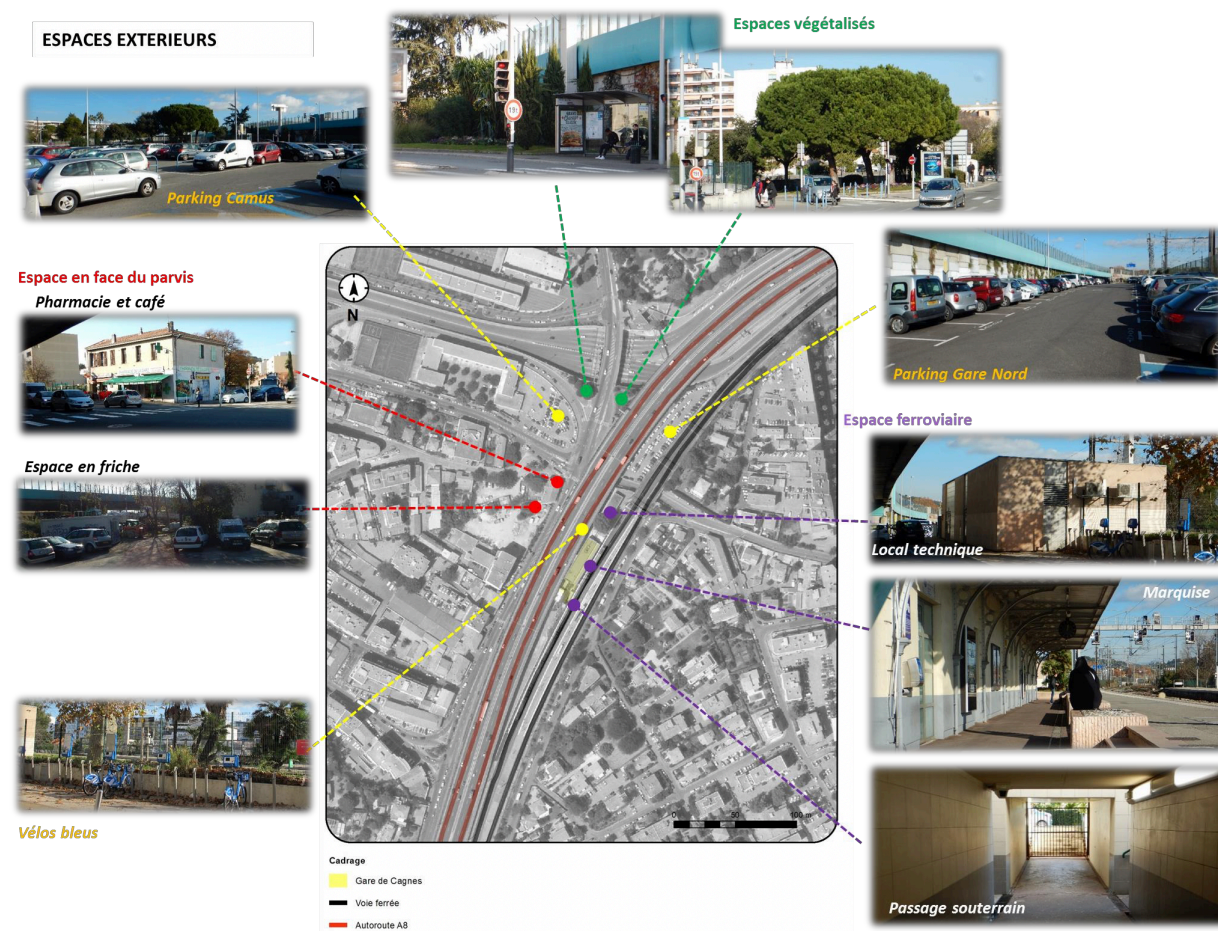 ESPACES EXTERIEURS
Espaces végétalisés
Parking Camus
Espace en face du parvis
Pharmacie et café
Parking Gare Nord
Espace ferroviaire
Espace en friche
Local technique
Marquise
Vélos bleus
Passage souterrain
N
0 50 100 m
Cadrage
Gare de Cagnes
Voie ferrée
Autoroute A8